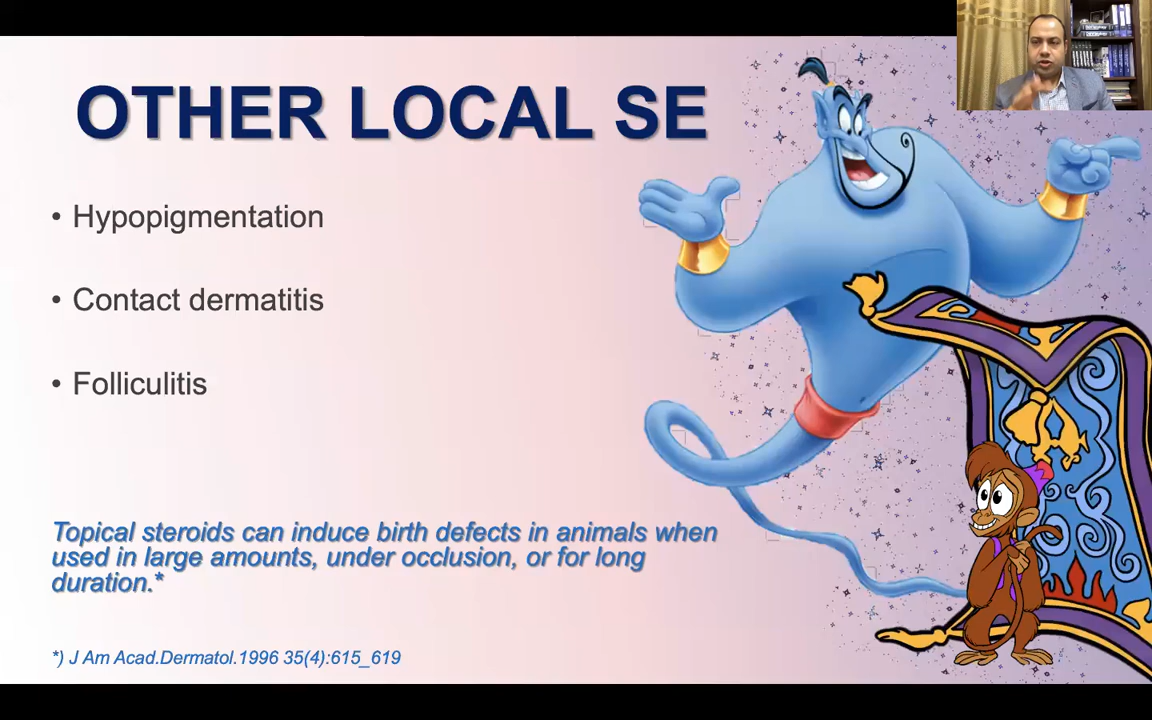 OTHER LOCAL SE
• Hypopigmentation
• Contact dermatitis
• Folliculitis
Topical steroids can induce birth defects in animals when
used in large amounts, under occlusion, or for long
duration.*
*) J Am Acad.Dermatol.1996 35(4):615_619